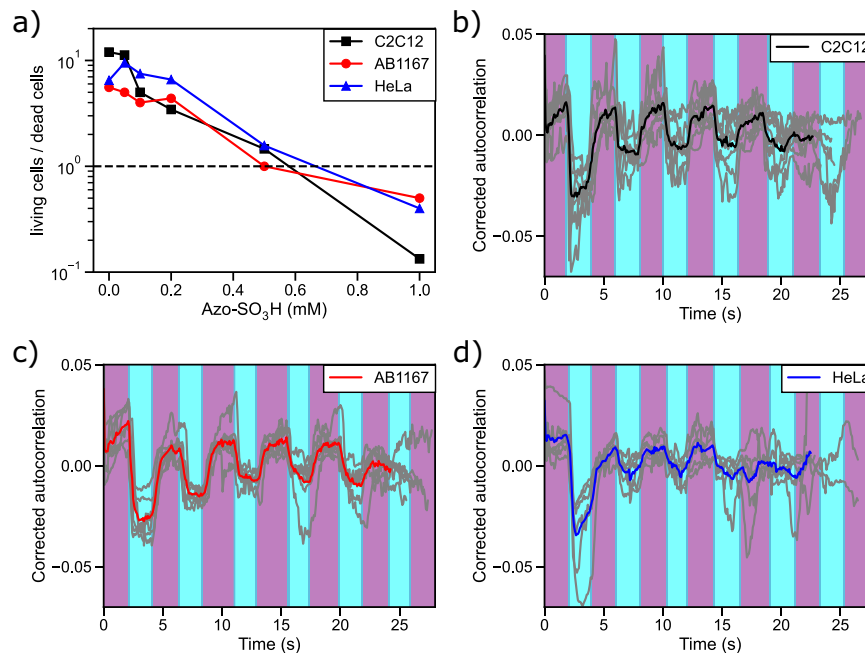 a)
living cells / dead cells
10¹
10⁰
10⁻¹
C2C12
AB1167
HeLa
0.0 0.2 0.4 0.6 0.8 1.0
Azo-SO₃H (mM)
b)
Corrected autocorrelation
0.05
0.00
−0.05
C2C12
0 5 10 15 20 25
Time (s)
c)
Corrected autocorrelation
0.05
0.00
−0.05
AB1167
0 5 10 15 20 25
Time (s)
d)
Corrected autocorrelation
0.05
0.00
−0.05
HeLa
0 5 10 15 20 25
Time (s)